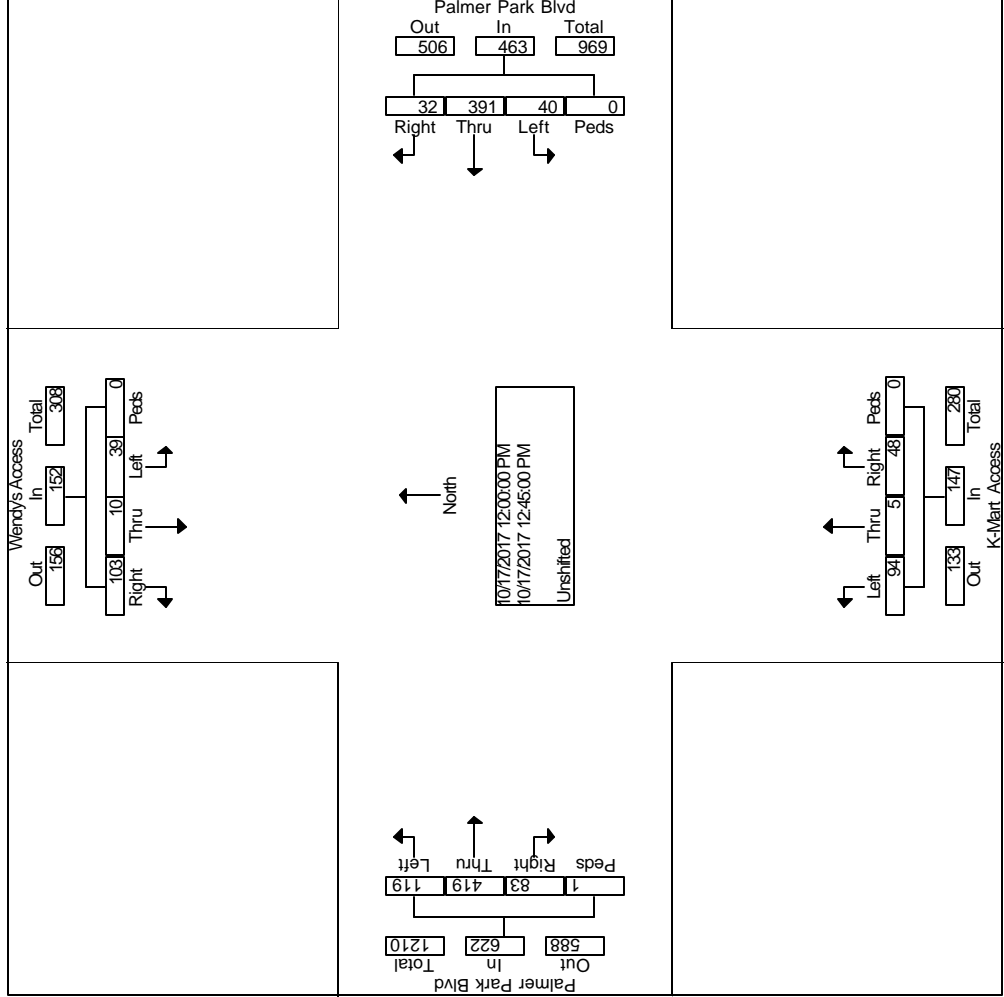 Palmer Park Blvd
Out In Total
506 463 969
32 391 40 0
Right Thru Left Peds
Wendys Access
Out In Total
156 152 308
103 10 39 0
Right Thru Left Peds
North
10/17/2017 12:00:00 PM
10/17/2017 12:45:00 PM
Unshifted
Left Thru Right Peds
94 5 48 0
133 147 280
Out In Total
K-Mart Access
Left Thru Right Peds
119 419 83 1
1210 622 588
Total In Out
Palmer Park Blvd